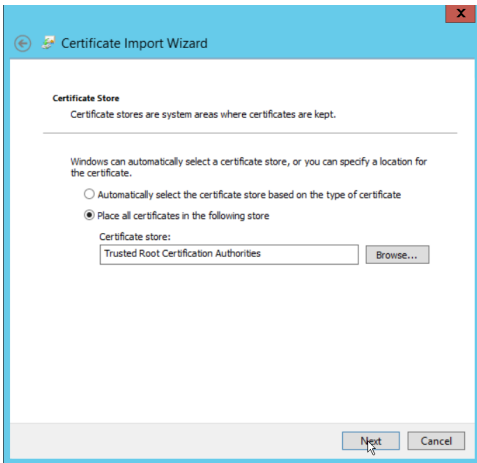 x
Certificate Import Wizard
Certificate Store
Certificate stores are system areas where certificates are kept.
Windows can automatically select a certificate store, or you can specify a location for
the certificate.
Automatically select the certificate store based on the type of certificate
Place all certificates in the following store
Certificate store:
Trusted Root Certification Authorities
Browse...
Next Cancel